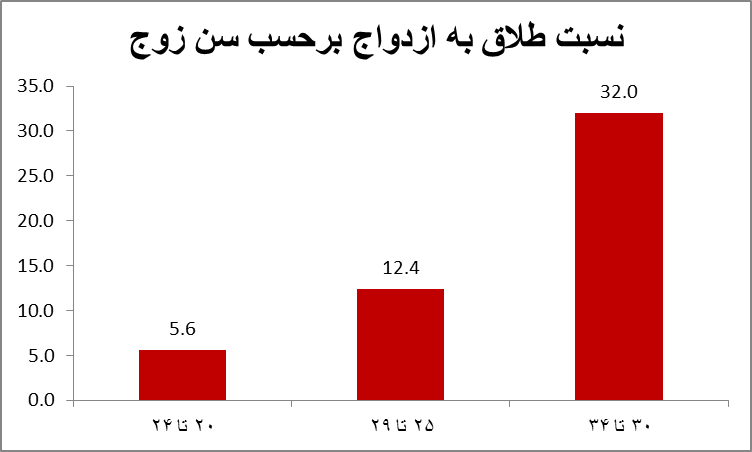 نسبت طلاق به ازدواج برحسب سن زوج
35.0
30.0
25.0
20.0
15.0
10.0
5.0
0.0
5.6
12.4
32.0
۲۰ تا ۲۴
۲۵ تا ۲۹
۳۰ تا ۳۴